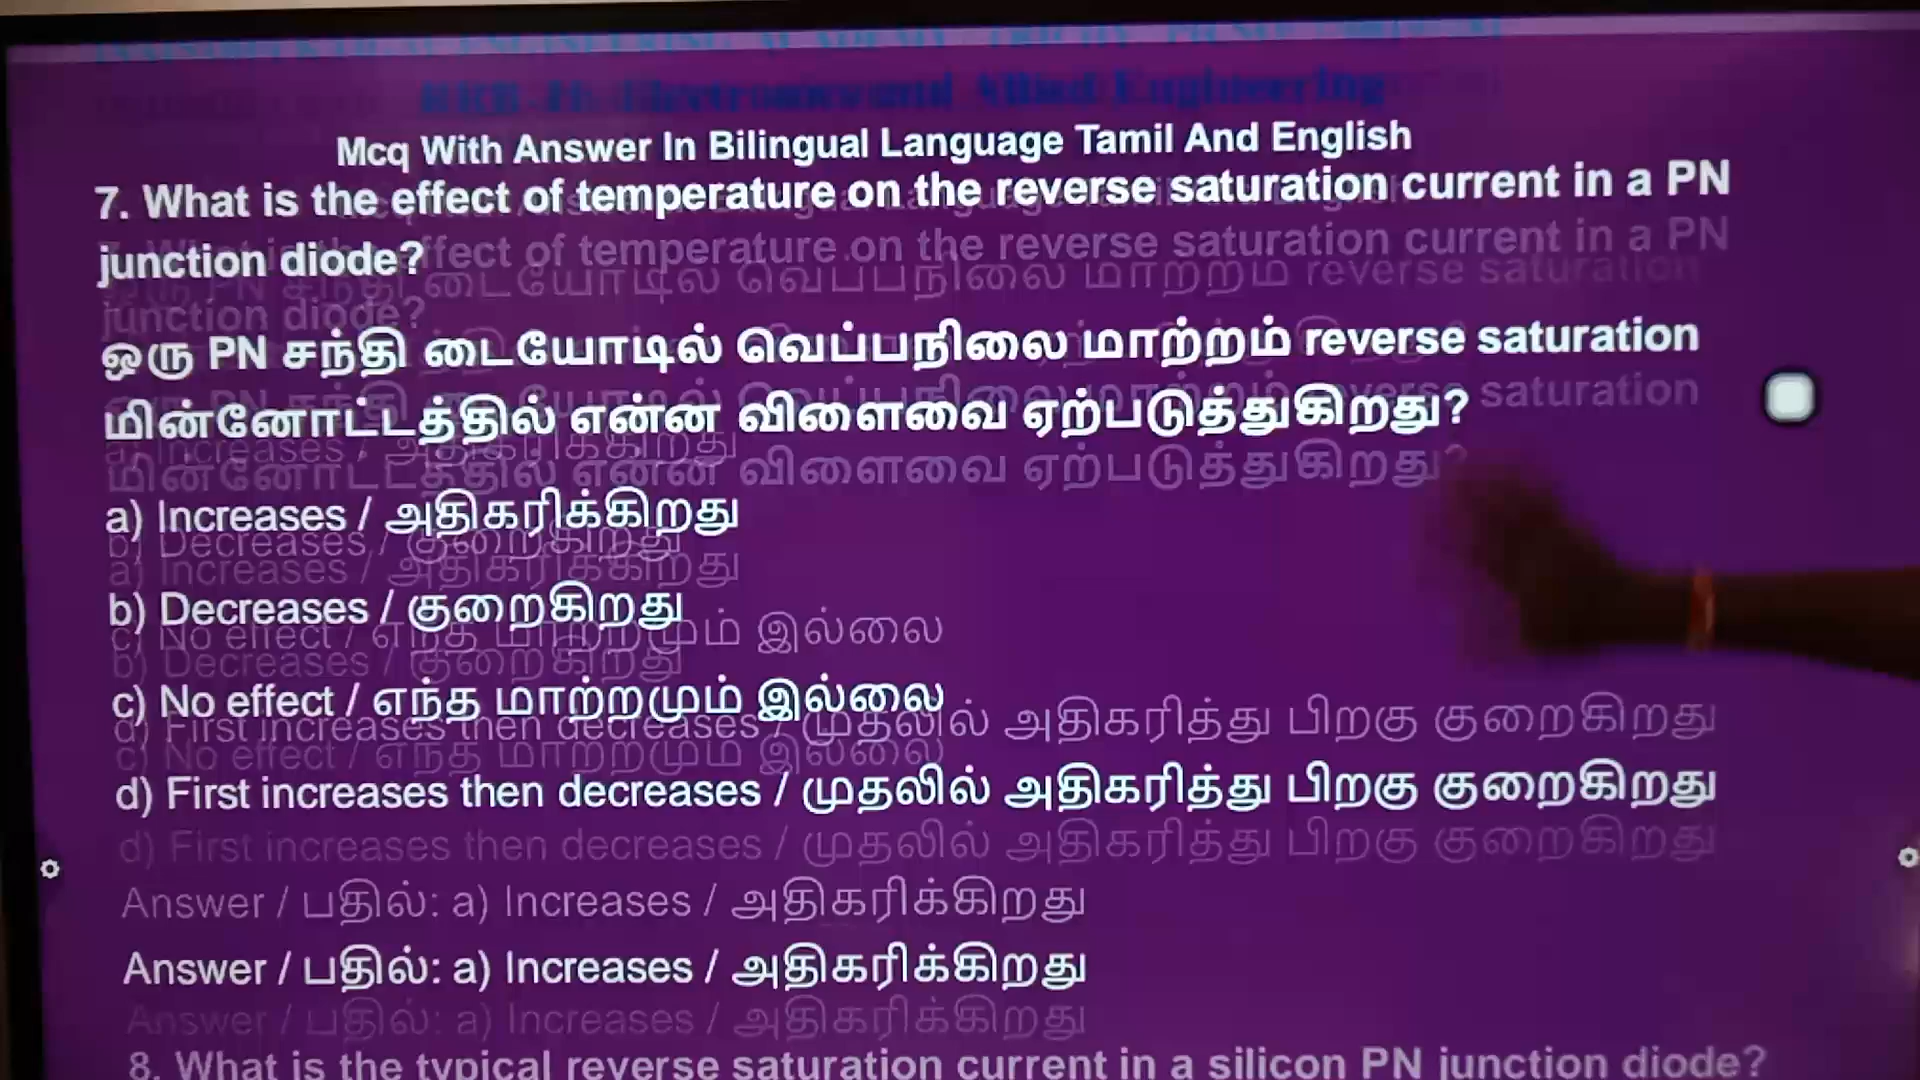 Mcq With Answer In Bilingual Language Tamil And English
7. What is the effect of temperature on the reverse saturation current in a PN
junction diode?
ஒரு PN சந்தி டையோடில் வெப்பநிலை மாற்றம் reverse saturation
மின்னோட்டத்தில் என்ன விளைவை ஏற்படுத்துகிறது?
a) Increases / அதிகரிக்கிறது
b) Decreases / குறைகிறது
c) No effect / எந்த மாற்றமும் இல்லை
d) First increases then decreases / முதலில் அதிகரித்து பிறகு குறைகிறது
Answer / பதில்: a) Increases / அதிகரிக்கிறது
8. What is the typical reverse saturation current in a silicon PN junction diode?